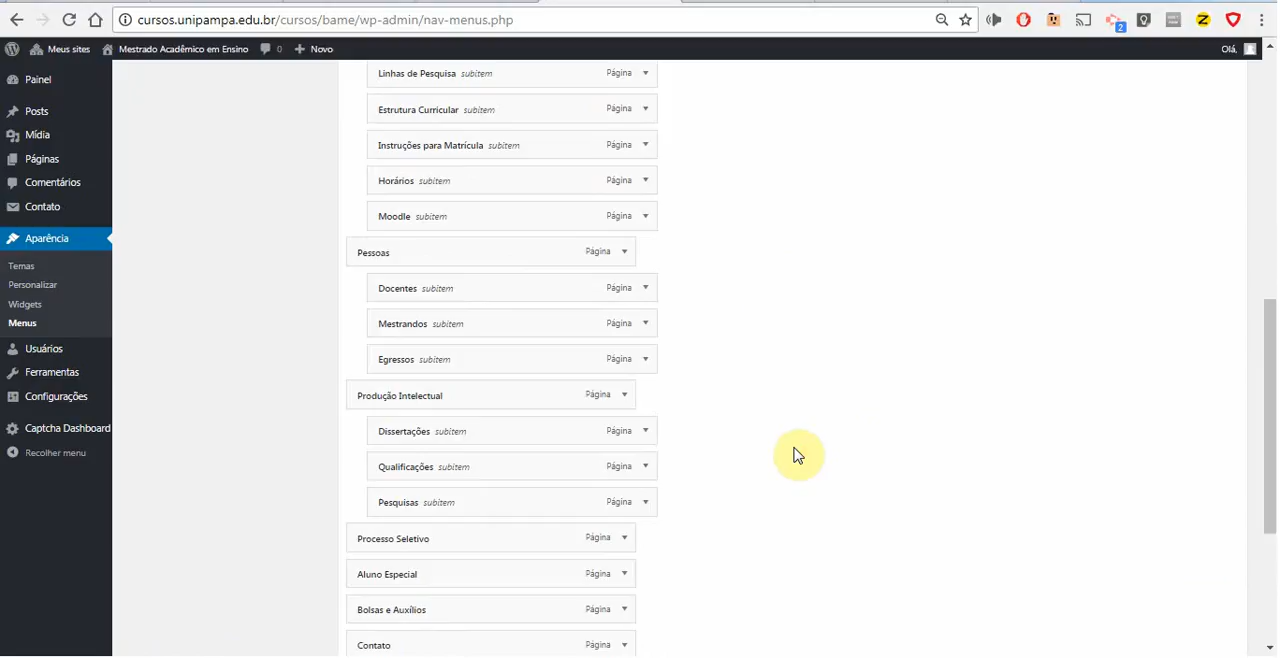 cursos.unipampa.edu.br/cursos/bame/wp-admin/nav-menus.php
2
Meus sites Mestrado Acadêmico em Ensino 0 Novo Olá,
Painel
Posts
Mídia
Páginas
Comentários
Contato
Aparência
Temas
Personalizar
Widgets
Menus
Usuários
Ferramentas
Configurações
Captcha Dashboard
Recolher menu
Linhas de Pesquisa subitem Página
Estrutura Curricular subitem Página
Instruções para Matrícula subitem Página
Horários subitem Página
Moodle subitem Página
Pessoas Página
Docentes subitem Página
Mestrandos subitem Página
Egressos subitem Página
Produção Intelectual Página
Dissertações subitem Página
Qualificações subitem Página
Pesquisas subitem Página
Processo Seletivo Página
Aluno Especial Página
Bolsas e Auxílios Página
Contato Página